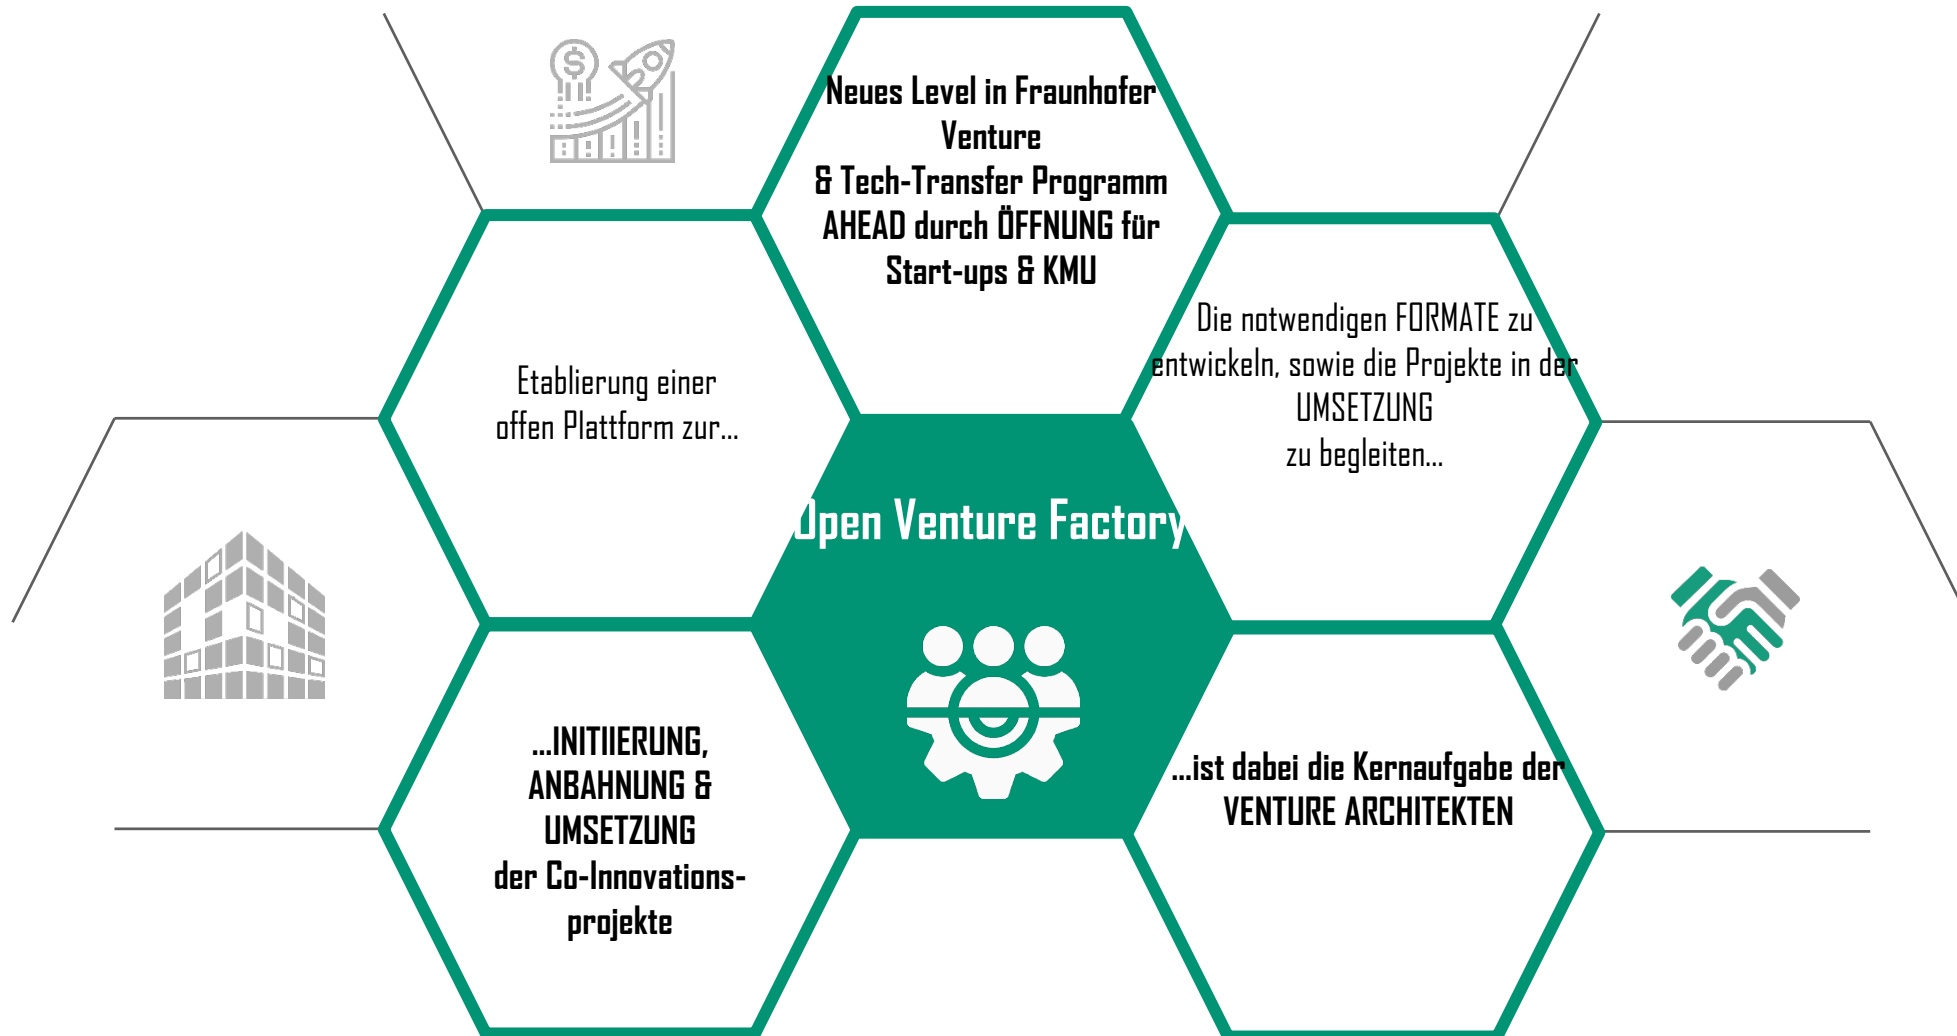 Neues Level in Fraunhofer
Venture
& Tech-Transfer Programm
AHEAD durch ÖFFNUNG für
Start-ups & KMU
Etablierung einer
offen Plattform zur...
Die notwendigen FORMATE zu
entwickeln, sowie die Projekte in der
UMSETZUNG
zu begleiten...
Open Venture Factory
...INITIIERUNG,
ANBAHNUNG &
UMSETZUNG
der Co-Innovations-
projekte
...ist dabei die Kernaufgabe der
VENTURE ARCHITEKTEN